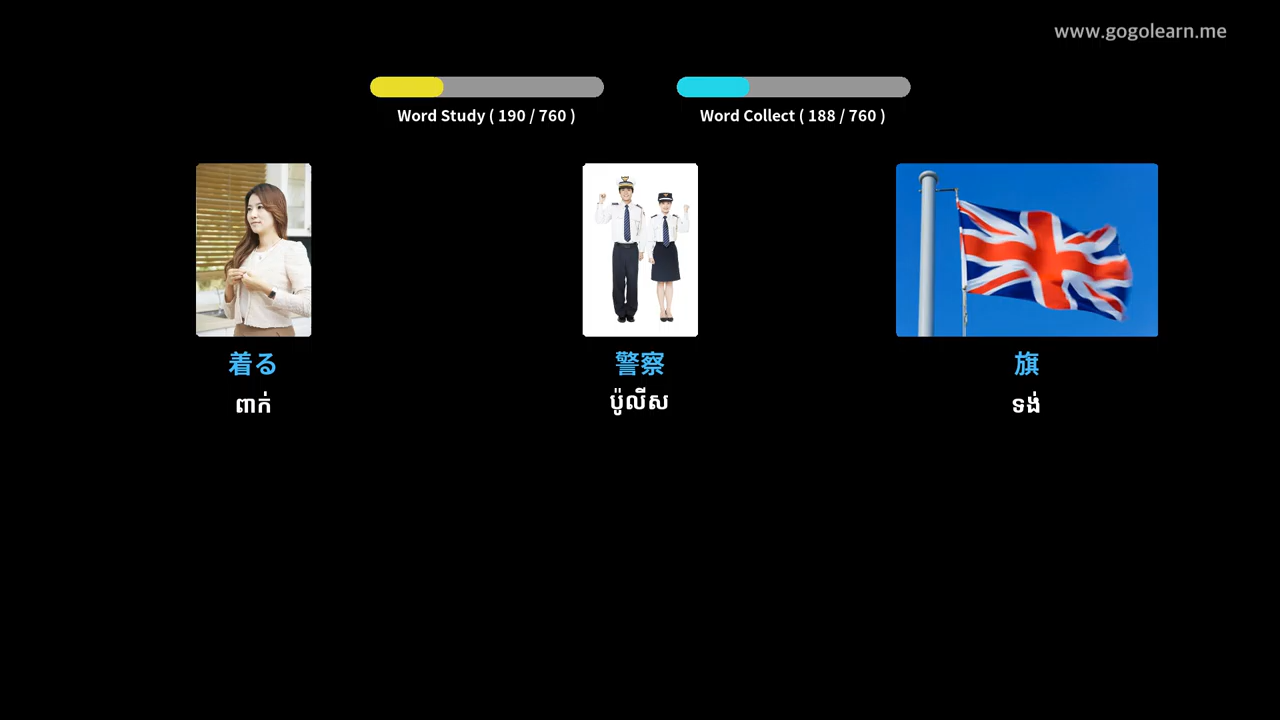 www.gogolearn.me
Word Study ( 190 / 760 )
Word Collect ( 188 / 760 )
着る
ពាក់
警察
ប៉ូលីស
旗
ទង់